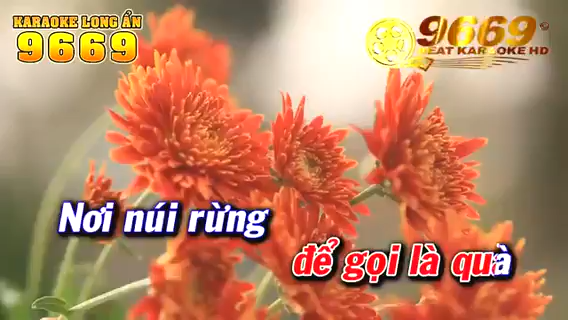 KARAOKE LONG ẨN
9669
9669
BEAT KARAOKE HD
Nơi núi rừng
để gọi là quà